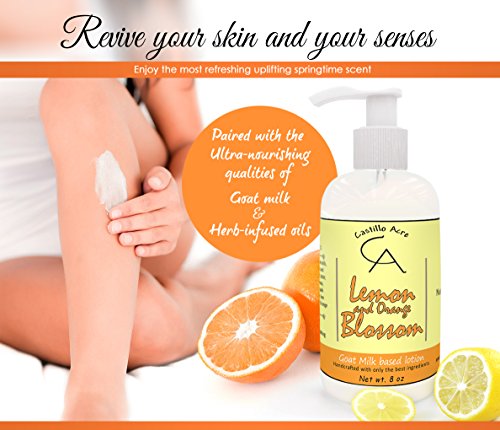 Revive your skin and your senses
Enjoy the most refreshing uplifting springtime scent
Paired with the
Ultra-nourishing
qualities of
Goat milk
&
Herb-infused oils
Castillo Acre
CA
Lemon
and Orange
Blossom
Goat Milk based lotion
Handcrafted with only the best ingredients
Net wt. 8 oz